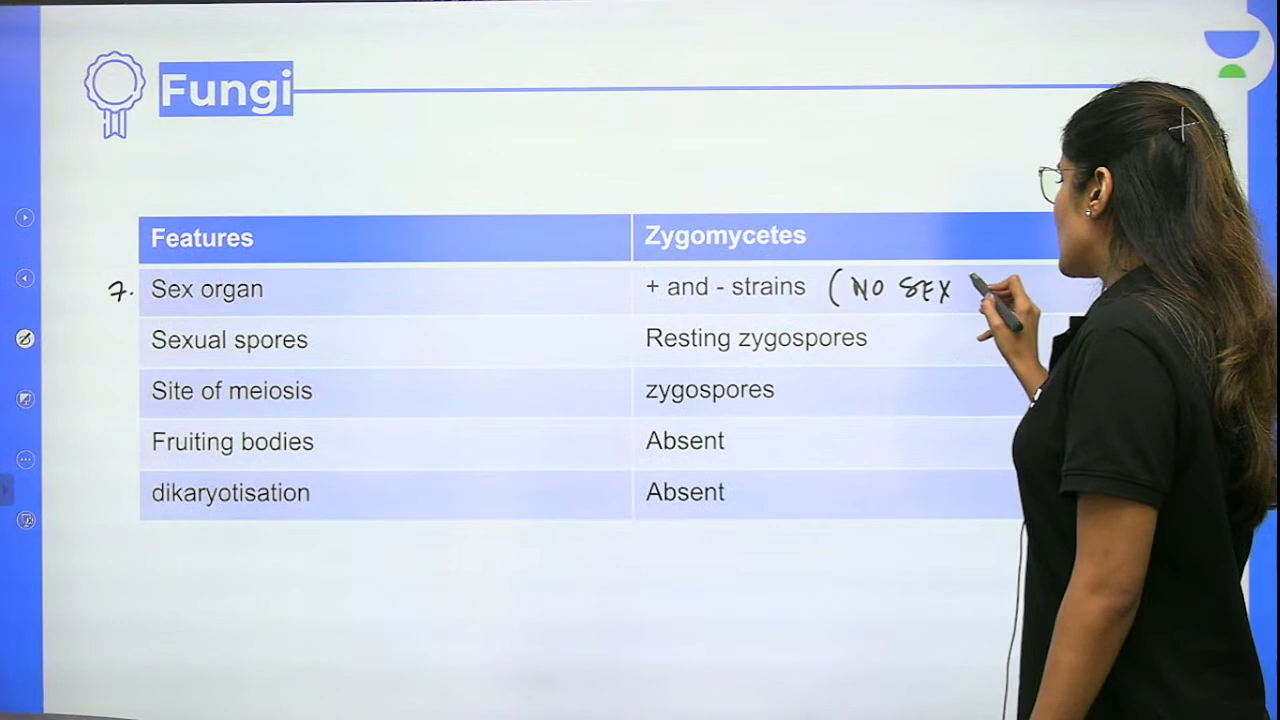 Fungi
Features Zygomycetes
7. Sex organ + and - strains (NO SEX
Sexual spores Resting zygospores
Site of meiosis zygospores
Fruiting bodies Absent
dikaryotisation Absent